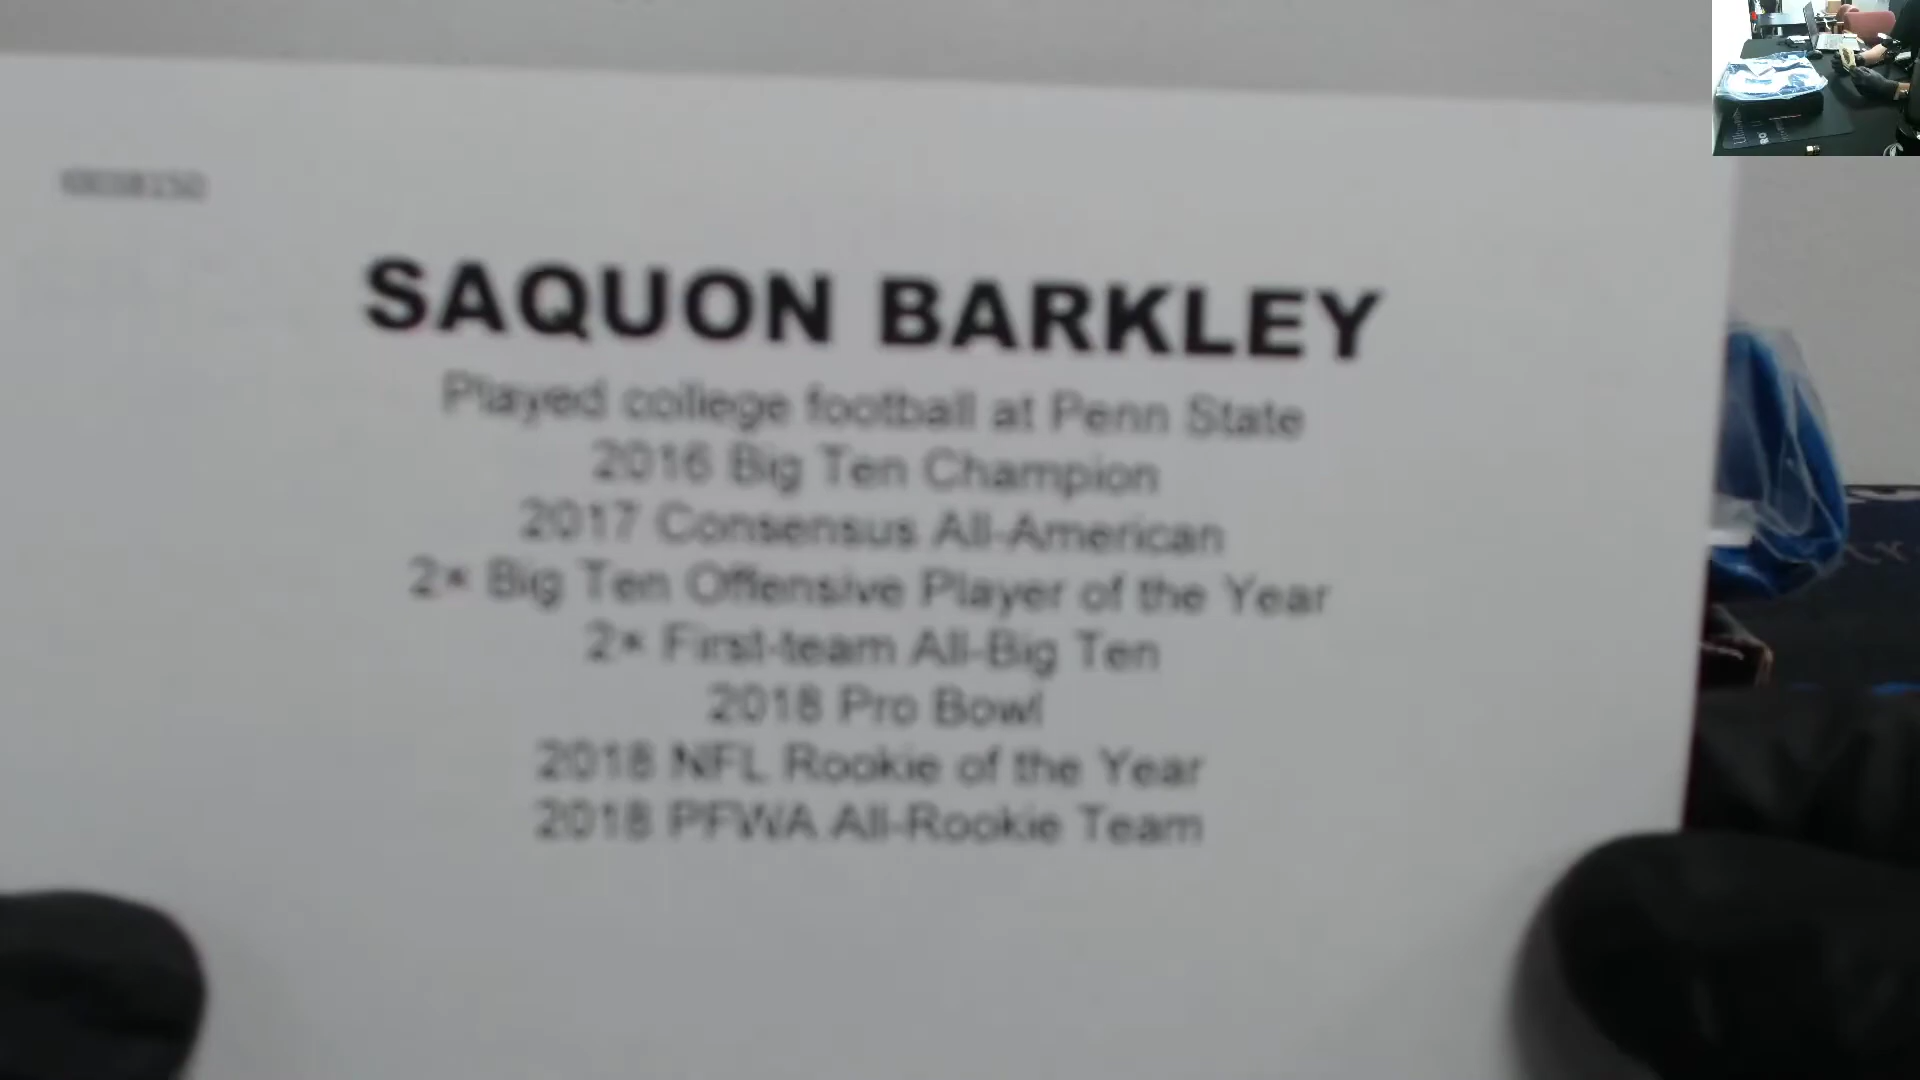 SAQUON BARKLEY
Played college football at Penn State
2016 Big Ten Champion
2017 Consensus All-American
2× Big Ten Offensive Player of the Year
2× First-team All-Big Ten
2018 Pro Bowl
2018 NFL Rookie of the Year
2018 PFWA All-Rookie Team